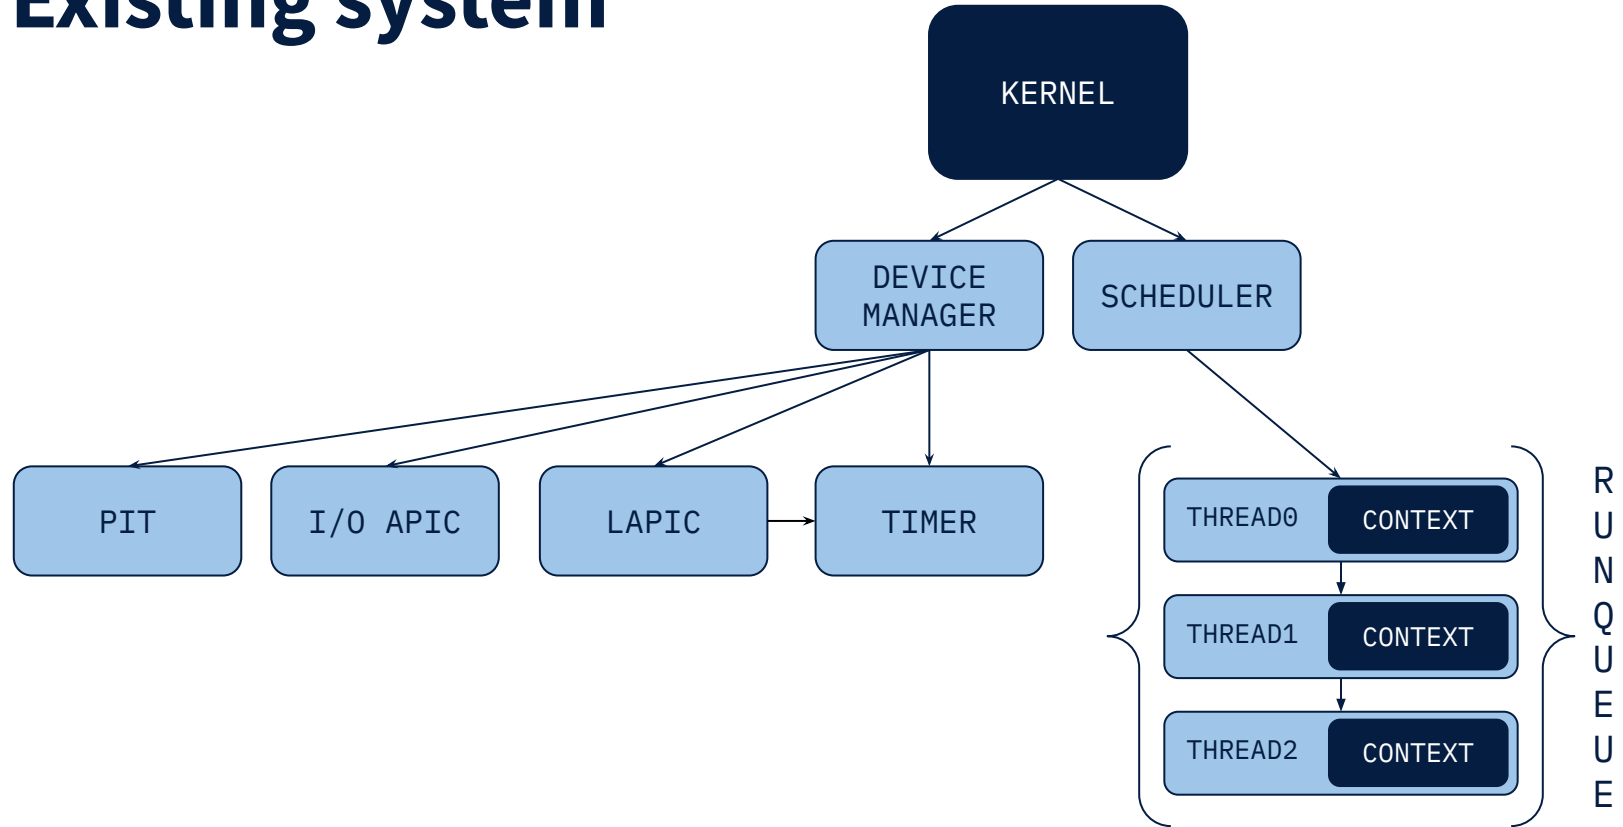 Existing system
KERNEL
DEVICE
MANAGER
SCHEDULER
PIT
I/O APIC
LAPIC
TIMER
THREAD0
CONTEXT
THREAD1
CONTEXT
THREAD2
CONTEXT
R
U
N
Q
U
E
U
E